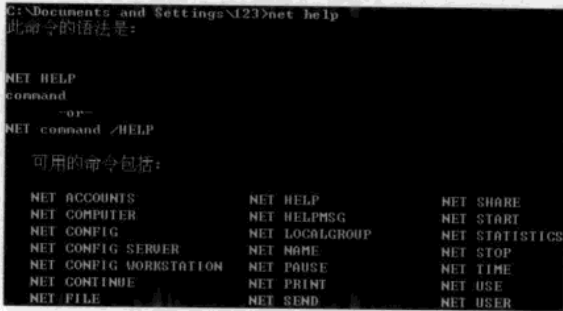 C:\Documents and Settings\123>net help
此命令的语法是:
NET HELP
command
-or-
NET command /HELP
可用的命令包括:
NET ACCOUNTS NET HELP NET SHARE
NET COMPUTER NET HELPMSG NET START
NET CONFIG NET LOCALGROUP NET STATISTICS
NET CONFIG SERVER NET NAME NET STOP
NET CONFIG WORKSTATION NET PAUSE NET TIME
NET CONTINUE NET PRINT NET USE
NET FILE NET SEND NET USER